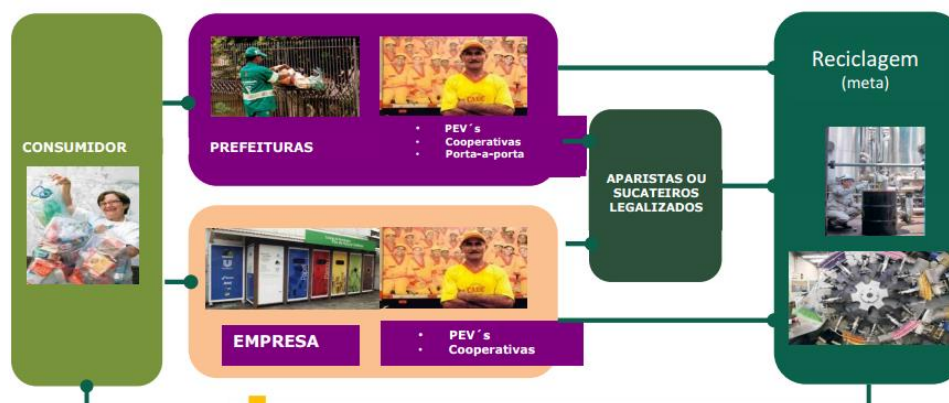 CONSUMIDOR
PREFEITURAS
• PEV´s
• Cooperativas
• Porta-a-porta
EMPRESA
• PEV´s
• Cooperativas
APARISTAS OU
SUCATEIROS
LEGALIZADOS
Reciclagem
(meta)